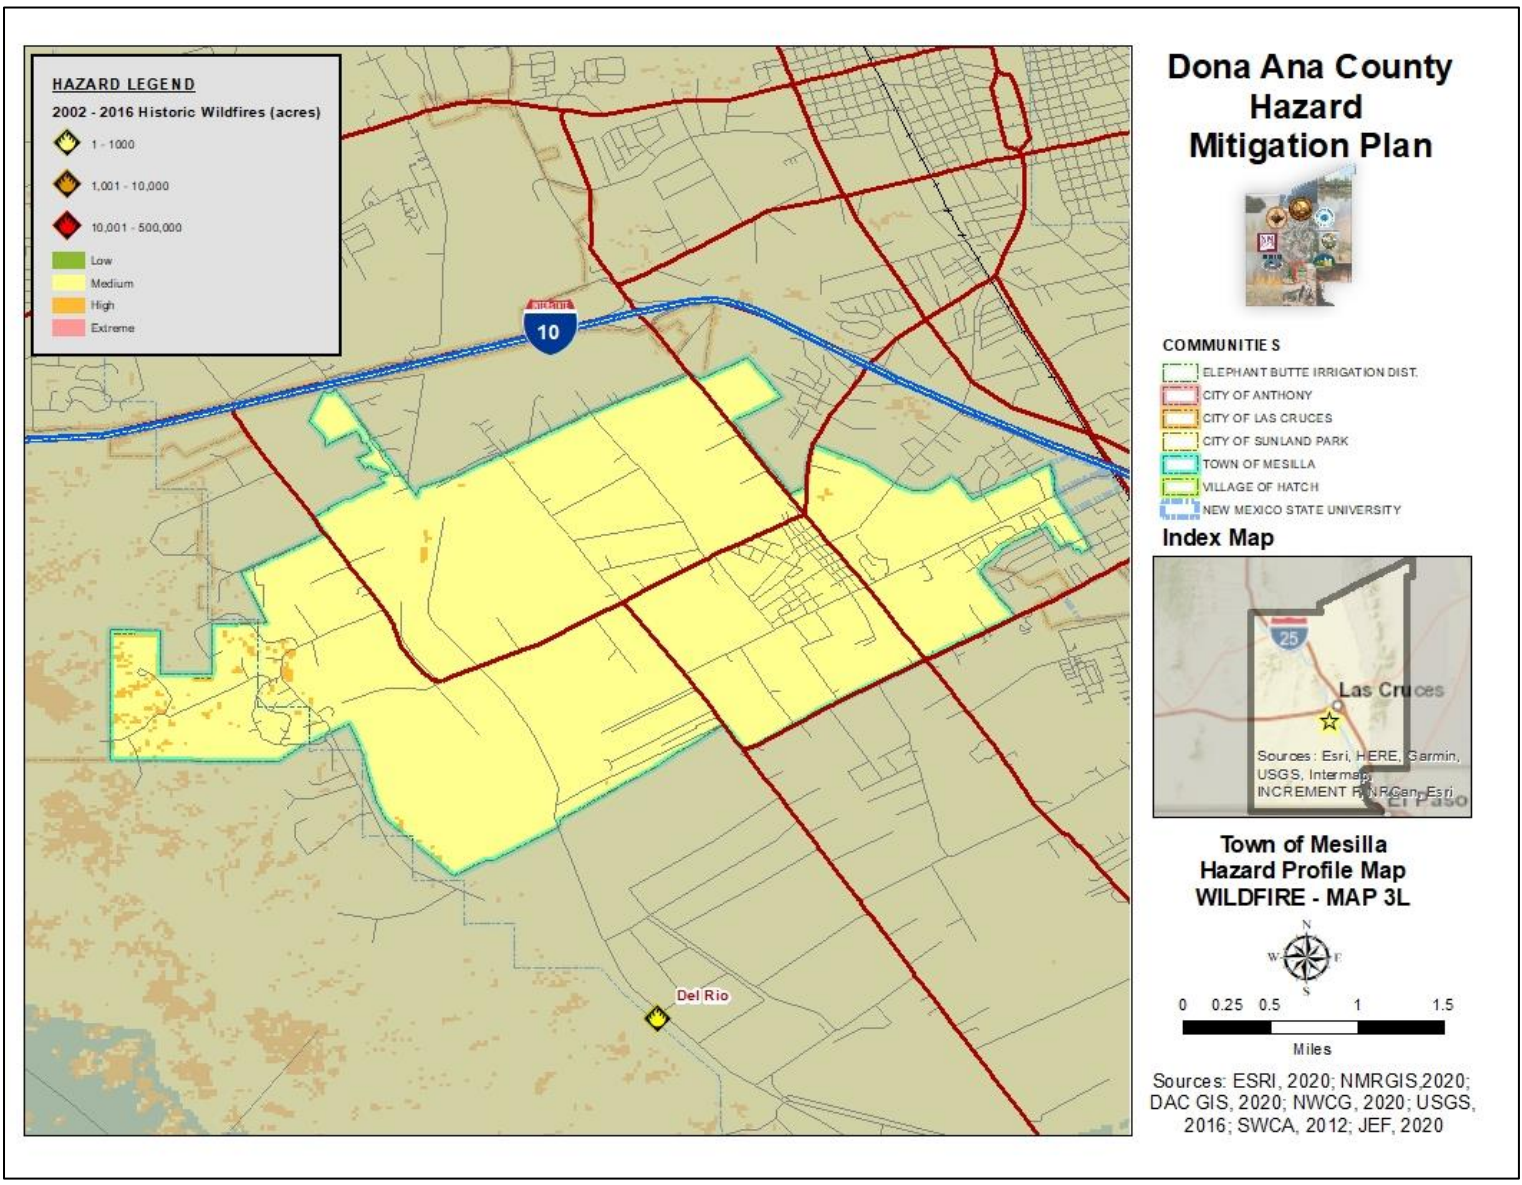 HAZARD LEGEND
2002 - 2016 Historic Wildfires (acres)
1 - 1000
1,001 - 10,000
10,001 - 500,000
Low
Medium
High
Extreme
10
Del Rio
Dona Ana County
Hazard
Mitigation Plan
COMMUNITIES
ELEPHANT BUTTE IRRIGATION DIST.
CITY OF ANTHONY
CITY OF LAS CRUCES
CITY OF SUNLAND PARK
TOWN OF MESILLA
VILLAGE OF HATCH
NEW MEXICO STATE UNIVERSITY
Index Map
25
Las Cruces
Sources: Esri, HERE, Garmin,
USGS, Intermap,
INCREMENT P, NRCan, Esri
El Paso
Town of Mesilla
Hazard Profile Map
WILDFIRE - MAP 3L
N
W E
S
0 0.25 0.5 1 1.5
Miles
Sources: ESRI, 2020; NMRGIS,2020;
DAC GIS, 2020; NWCG, 2020; USGS,
2016; SWCA, 2012; JEF, 2020